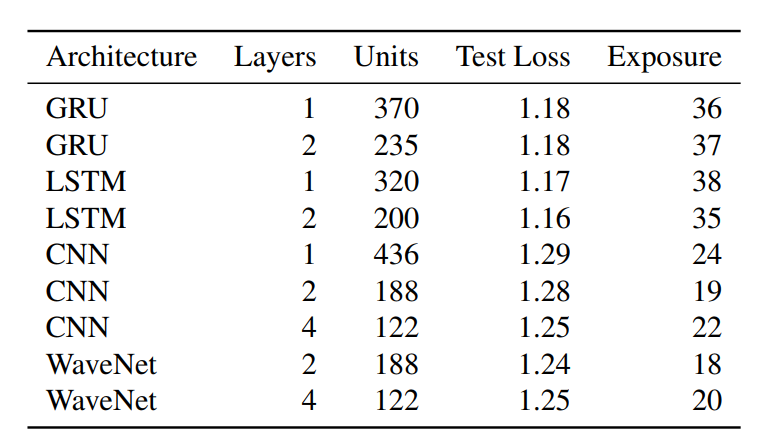 Architecture Layers Units Test Loss Exposure
GRU 1 370 1.18 36
GRU 2 235 1.18 37
LSTM 1 320 1.17 38
LSTM 2 200 1.16 35
CNN 1 436 1.29 24
CNN 2 188 1.28 19
CNN 4 122 1.25 22
WaveNet 2 188 1.24 18
WaveNet 4 122 1.25 20